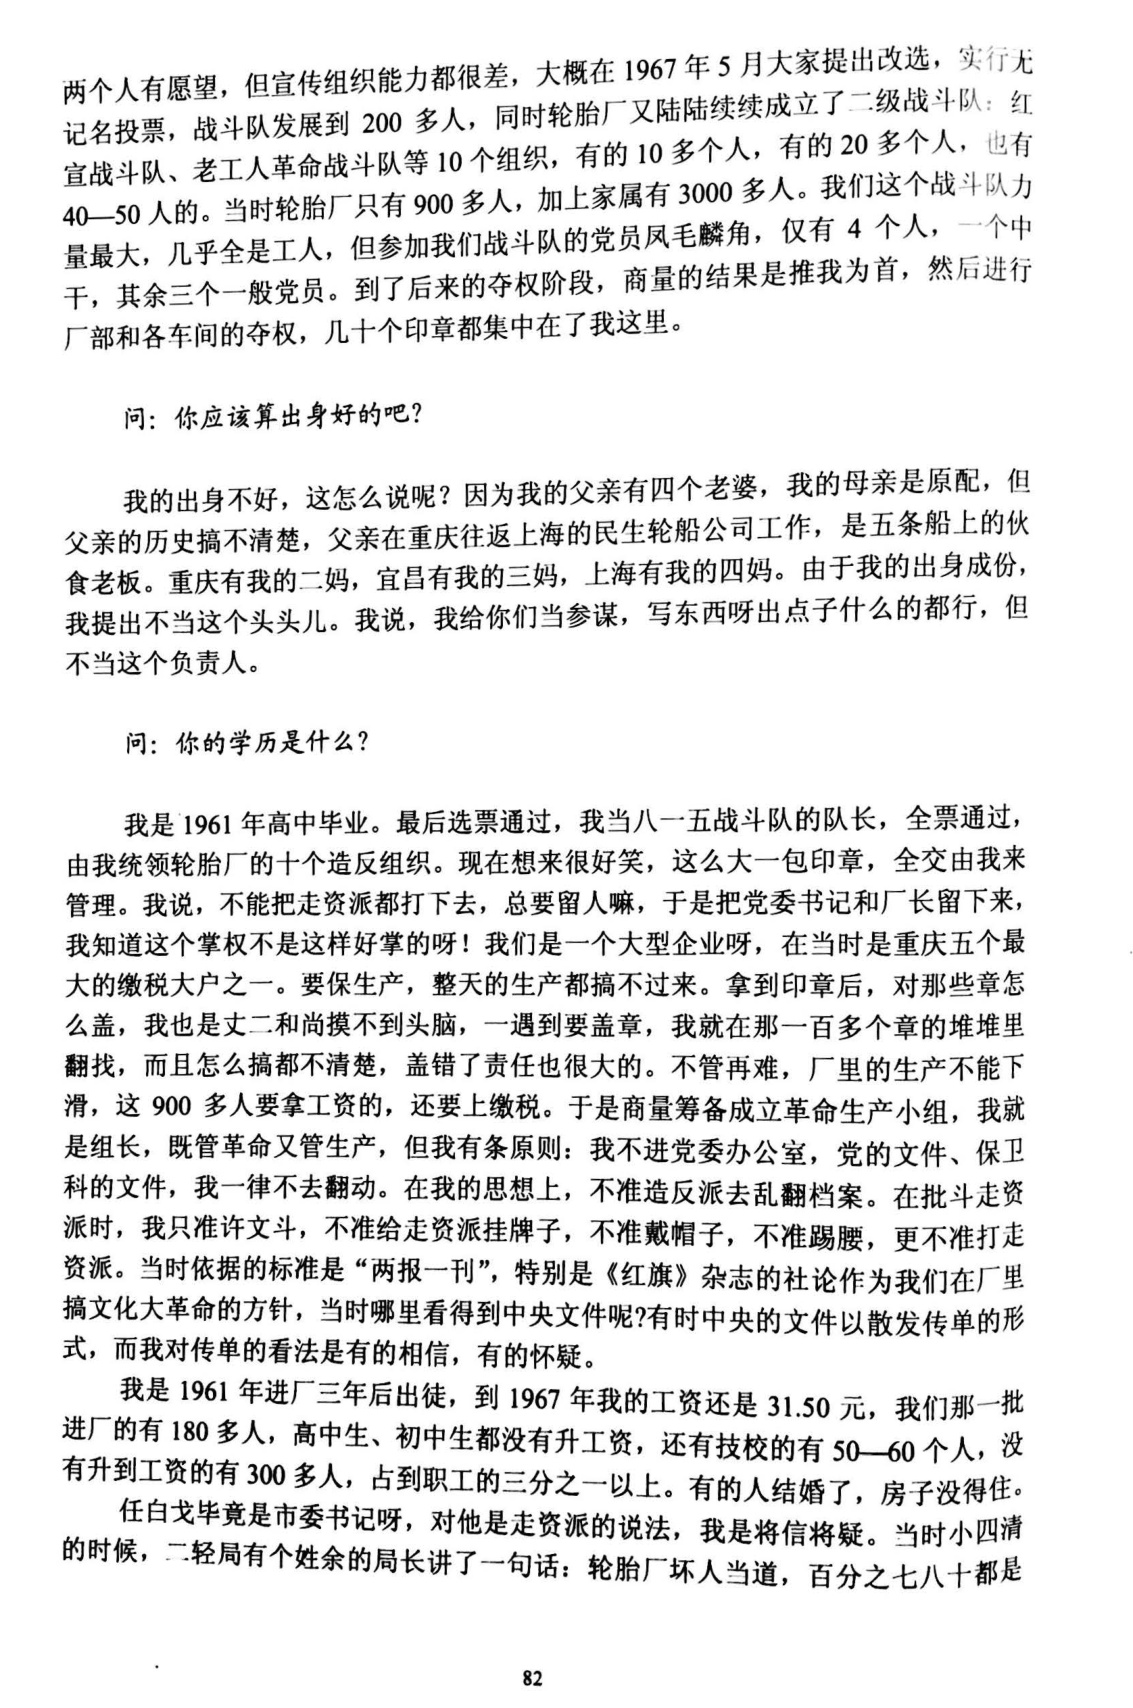 两个人有愿望，但宣传组织能力都很差，大概在 1967 年 5 月大家提出改选，实行无
记名投票，战斗队发展到 200 多人，同时轮胎厂又陆陆续续成立了二级战斗队：红
宣战斗队、老工人革命战斗队等 10 个组织，有的 10 多个人，有的 20 多个人，也有
40—50 人的。当时轮胎厂只有 900 多人，加上家属有 3000 多人。我们这个战斗队力
量最大，几乎全是工人，但参加我们战斗队的党员凤毛麟角，仅有 4 个人，一个中
干，其余三个一般党员。到了后来的夺权阶段，商量的结果是推我为首，然后进行
厂部和各车间的夺权，几十个印章都集中在了我这里。
问：你应该算出身好的吧？
我的出身不好，这怎么说呢？因为我的父亲有四个老婆，我的母亲是原配，但
父亲的历史搞不清楚，父亲在重庆往返上海的民生轮船公司工作，是五条船上的伙
食老板。重庆有我的二妈，宜昌有我的三妈，上海有我的四妈。由于我的出身成份，
我提出不当这个头头儿。我说，我给你们当参谋，写东西呀出点子什么的都行，但
不当这个负责人。
问：你的学历是什么？
我是 1961 年高中毕业。最后选票通过，我当八一五战斗队的队长，全票通过，
由我统领轮胎厂的十个造反组织。现在想来很好笑，这么大一包印章，全交由我来
管理。我说，不能把走资派都打下去，总要留人嘛，于是把党委书记和厂长留下来，
我知道这个掌权不是这样好掌的呀！我们是一个大型企业呀，在当时是重庆五个最
大的缴税大户之一。要保生产，整天的生产都搞不过来。拿到印章后，对那些章怎
么盖，我也是丈二和尚摸不到头脑，一遇到要盖章，我就在那一百多个章的堆堆里
翻找，而且怎么搞都不清楚，盖错了责任也很大的。不管再难，厂里的生产不能下
滑，这 900 多人要拿工资的，还要上缴税。于是商量筹备成立革命生产小组，我就
是组长，既管革命又管生产，但我有条原则：我不进党委办公室，党的文件、保卫
科的文件，我一律不去翻动。在我的思想上，不准造反派去乱翻档案。在批斗走资
派时，我只准许文斗，不准给走资派挂牌子，不准戴帽子，不准踢腰，更不准打走
资派。当时依据的标准是“两报一刊”，特别是《红旗》杂志的社论作为我们在厂里
搞文化大革命的方针，当时哪里看得到中央文件呢?有时中央的文件以散发传单的形
式，而我对传单的看法是有的相信，有的怀疑。
我是 1961 年进厂三年后出徒，到 1967 年我的工资还是 31.50 元，我们那一批
进厂的有 180 多人，高中生、初中生都没有升工资，还有技校的有 50—60 个人，没
有升到工资的有 300 多人，占到职工的三分之一以上。有的人结婚了，房子没得住。
任白戈毕竟是市委书记呀，对他是走资派的说法，我是将信将疑。当时小四清
的时候，二轻局有个姓余的局长讲了一句话：轮胎厂坏人当道，百分之七八十都是
82